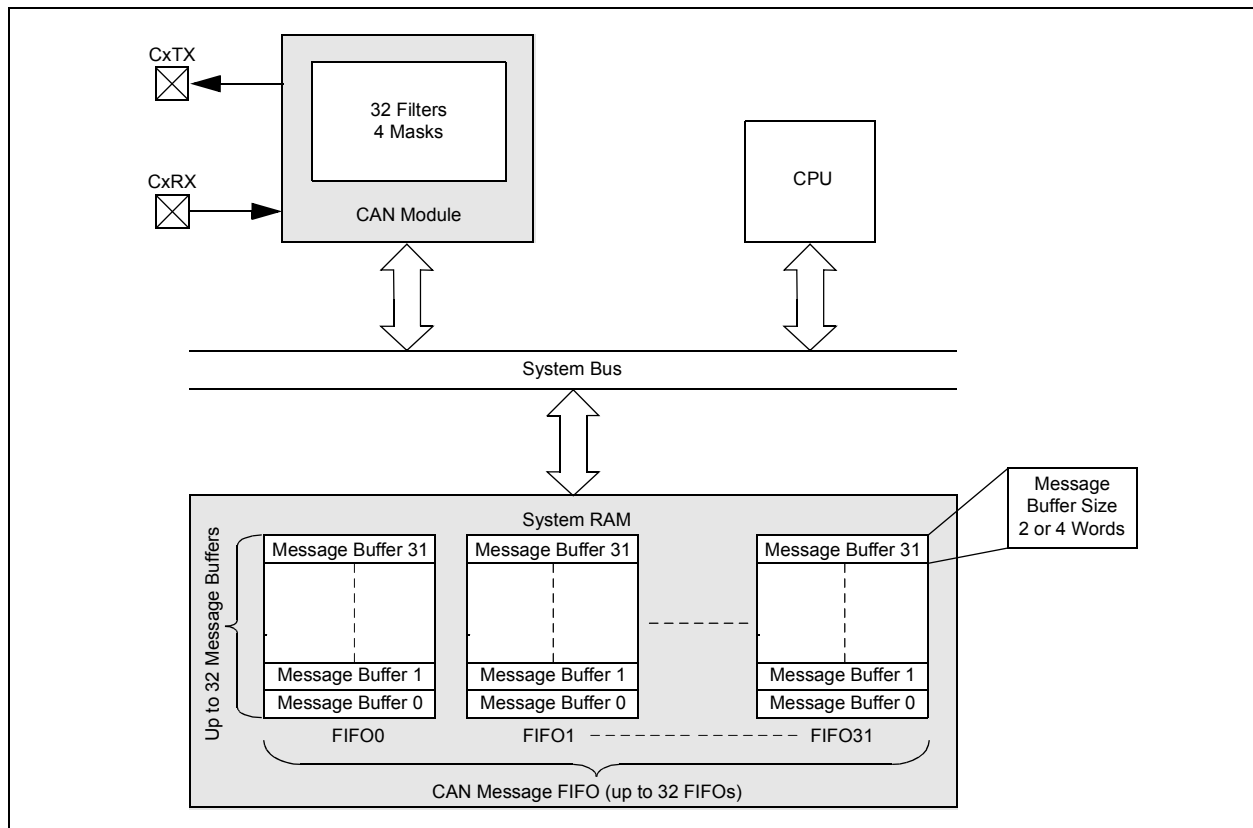 CxTX
32 Filters
4 Masks
CPU
CxRX
CAN Module
System Bus
Message
Buffer Size
2 or 4 Words
System RAM
Up to 32 Message Buffers
Message Buffer 31
Message Buffer 31
Message Buffer 31
Message Buffer 1
Message Buffer 1
Message Buffer 1
Message Buffer 0
Message Buffer 0
Message Buffer 0
FIFO0
FIFO1
FIFO31
CAN Message FIFO (up to 32 FIFOs)